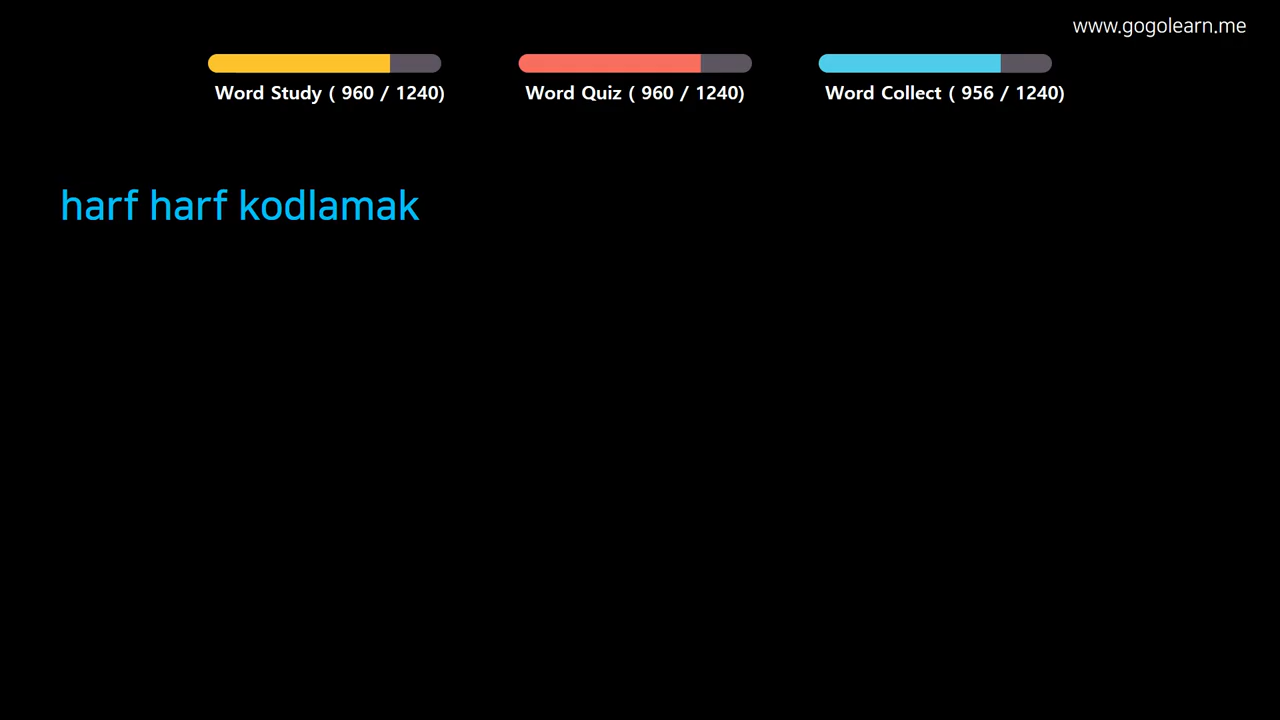 www.gogolearn.me
Word Study ( 960 / 1240)
Word Quiz ( 960 / 1240)
Word Collect ( 956 / 1240)
harf harf kodlamak